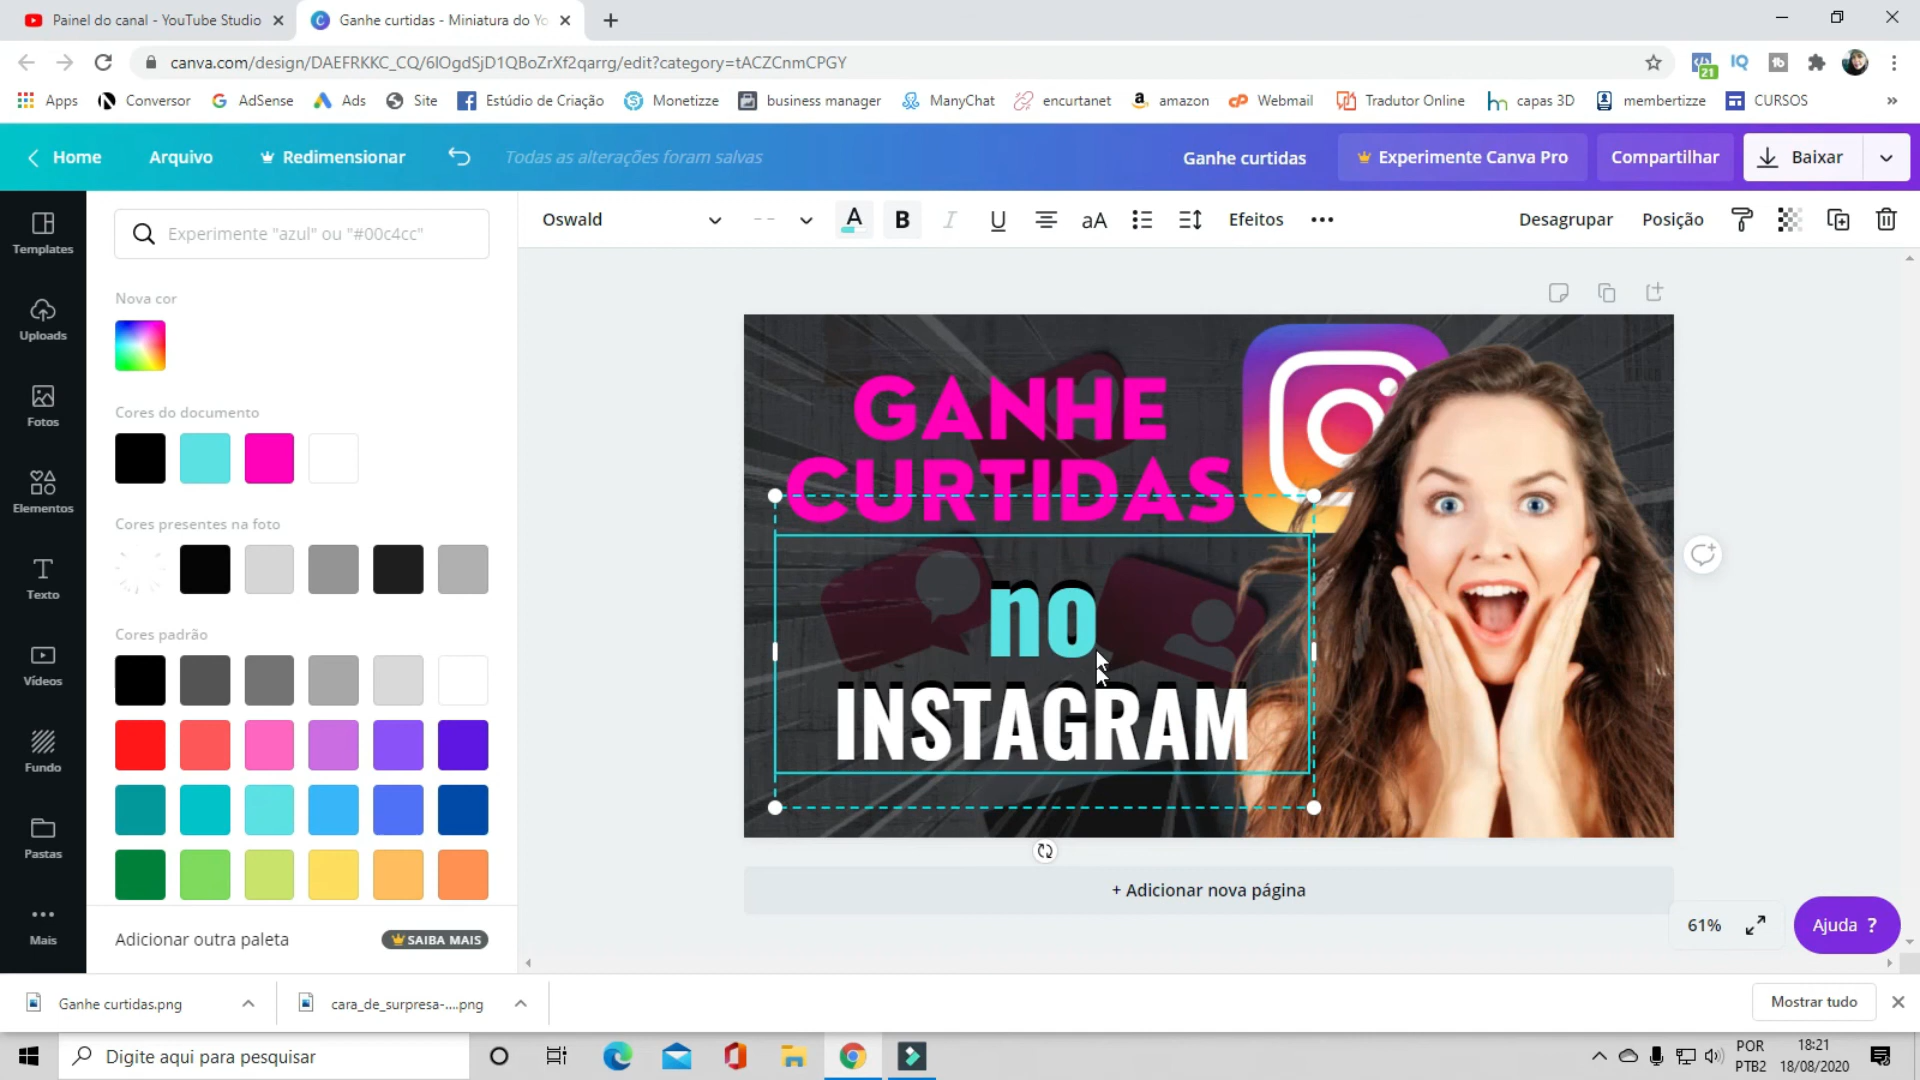 Painel do canal - YouTube Studio
Ganhe curtidas - Miniatura do Yo
canva.com/design/DAEFRKKC_CQ/6lOgdSjD1QBoZrXf2qarrg/edit?category=tACZCnmCPGY
21
IQ
Apps
Conversor
AdSense
Ads
Site
Estúdio de Criação
Monetizze
business manager
ManyChat
encurtanet
amazon
Webmail
Tradutor Online
capas 3D
membertizze
CURSOS
Home
Arquivo
Redimensionar
Todas as alterações foram salvas
Ganhe curtidas
Experimente Canva Pro
Compartilhar
Baixar
Templates
Uploads
Fotos
Elementos
Texto
Vídeos
Fundo
Pastas
Mais
Experimente "azul" ou "#00c4cc"
Nova cor
Cores do documento
Cores presentes na foto
Cores padrão
Adicionar outra paleta
SAIBA MAIS
Oswald
-- 
A
B
I
U
aA
Efeitos
Desagrupar
Posição
GANHE
CURTIDAS
no
INSTAGRAM
+ Adicionar nova página
61%
Ajuda ?
Ganhe curtidas.png
cara_de_surpresa-....png
Mostrar tudo
Digite aqui para pesquisar
POR
PTB2
18:21
18/08/2020